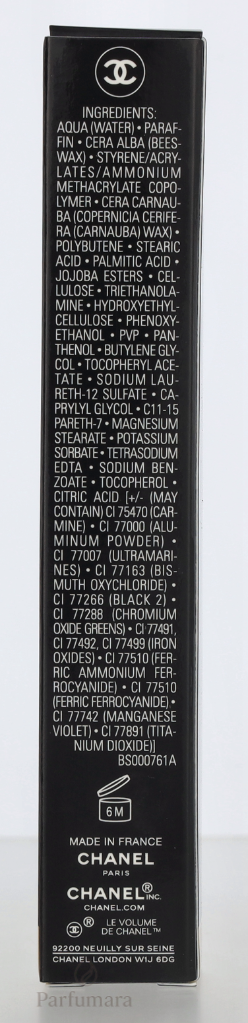 INGREDIENTS:
AQUA (WATER) • PARAF-
FIN • CERA ALBA (BEES-
WAX) • STYRENE/ACRY-
LATES/AMMONIUM
METHACRYLATE COPO-
LYMER • CERA CARNAU-
BA (COPERNICIA CERIFE-
RA (CARNAUBA) WAX) •
POLYBUTENE • STEARIC
ACID • PALMITIC ACID •
JOJOBA ESTERS • CEL-
LULOSE • TRIETHANOLA-
MINE • HYDROXYETHYL-
CELLULOSE • PHENOXY-
ETHANOL • PVP • PAN-
THENOL • BUTYLENE GLY-
COL • TOCOPHERYL ACE-
TATE • SODIUM LAU-
RETH-12 SULFATE • CA-
PRYLYL GLYCOL • C11-15
PARETH-7 • MAGNESIUM
STEARATE • POTASSIUM
SORBATE • TETRASODIUM
EDTA • SODIUM BEN-
ZOATE • TOCOPHEROL •
CITRIC ACID [+/- (MAY
CONTAIN) CI 75470 (CAR-
MINE) • CI 77000 (ALU-
MINUM POWDER) •
CI 77007 (ULTRAMARI-
NES) • CI 77163 (BIS-
MUTH OXYCHLORIDE) •
CI 77266 (BLACK 2) •
CI 77288 (CHROMIUM
OXIDE GREENS) • CI 77491,
CI 77492, CI 77499 (IRON
OXIDES) • CI 77510 (FER-
RIC AMMONIUM FER-
ROCYANIDE) • CI 77510
(FERRIC FERROCYANIDE) •
CI 77742 (MANGANESE
VIOLET) • CI 77891 (TITA-
NIUM DIOXIDE)]
BS000761A
6M
MADE IN FRANCE
CHANEL
PARIS
CHANEL® INC.
CHANEL.COM
® LE VOLUME
DE CHANEL™
92200 NEUILLY SUR SEINE
CHANEL LONDON W1J 6DG
Parfumara